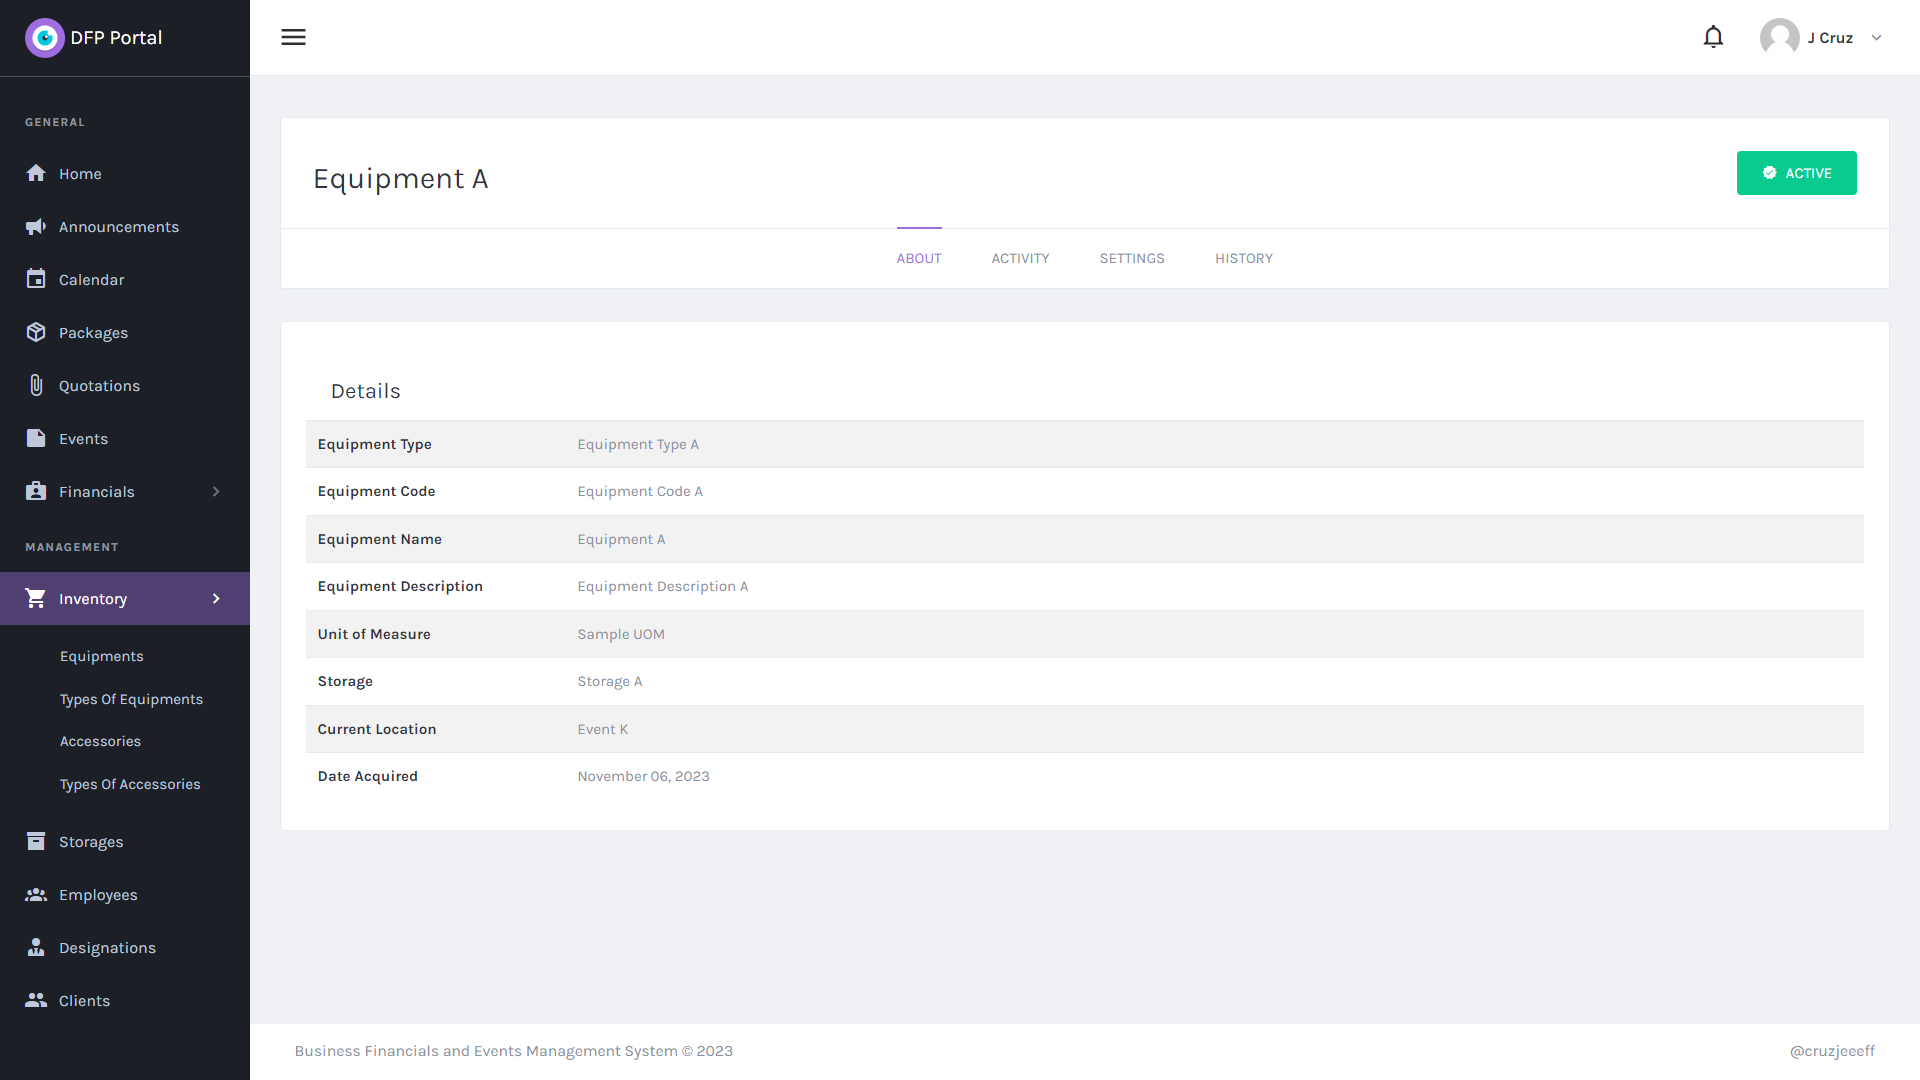 DFP Portal
J Cruz
GENERAL
Home
Announcements
Calendar
Packages
Quotations
Events
Financials
MANAGEMENT
Inventory
Equipments
Types Of Equipments
Accessories
Types Of Accessories
Storages
Employees
Designations
Clients
Equipment A
ACTIVE
ABOUT ACTIVITY SETTINGS HISTORY
Details
Equipment Type Equipment Type A
Equipment Code Equipment Code A
Equipment Name Equipment A
Equipment Description Equipment Description A
Unit of Measure Sample UOM
Storage Storage A
Current Location Event K
Date Acquired November 06, 2023
Business Financials and Events Management System © 2023
@cruzjeeeff